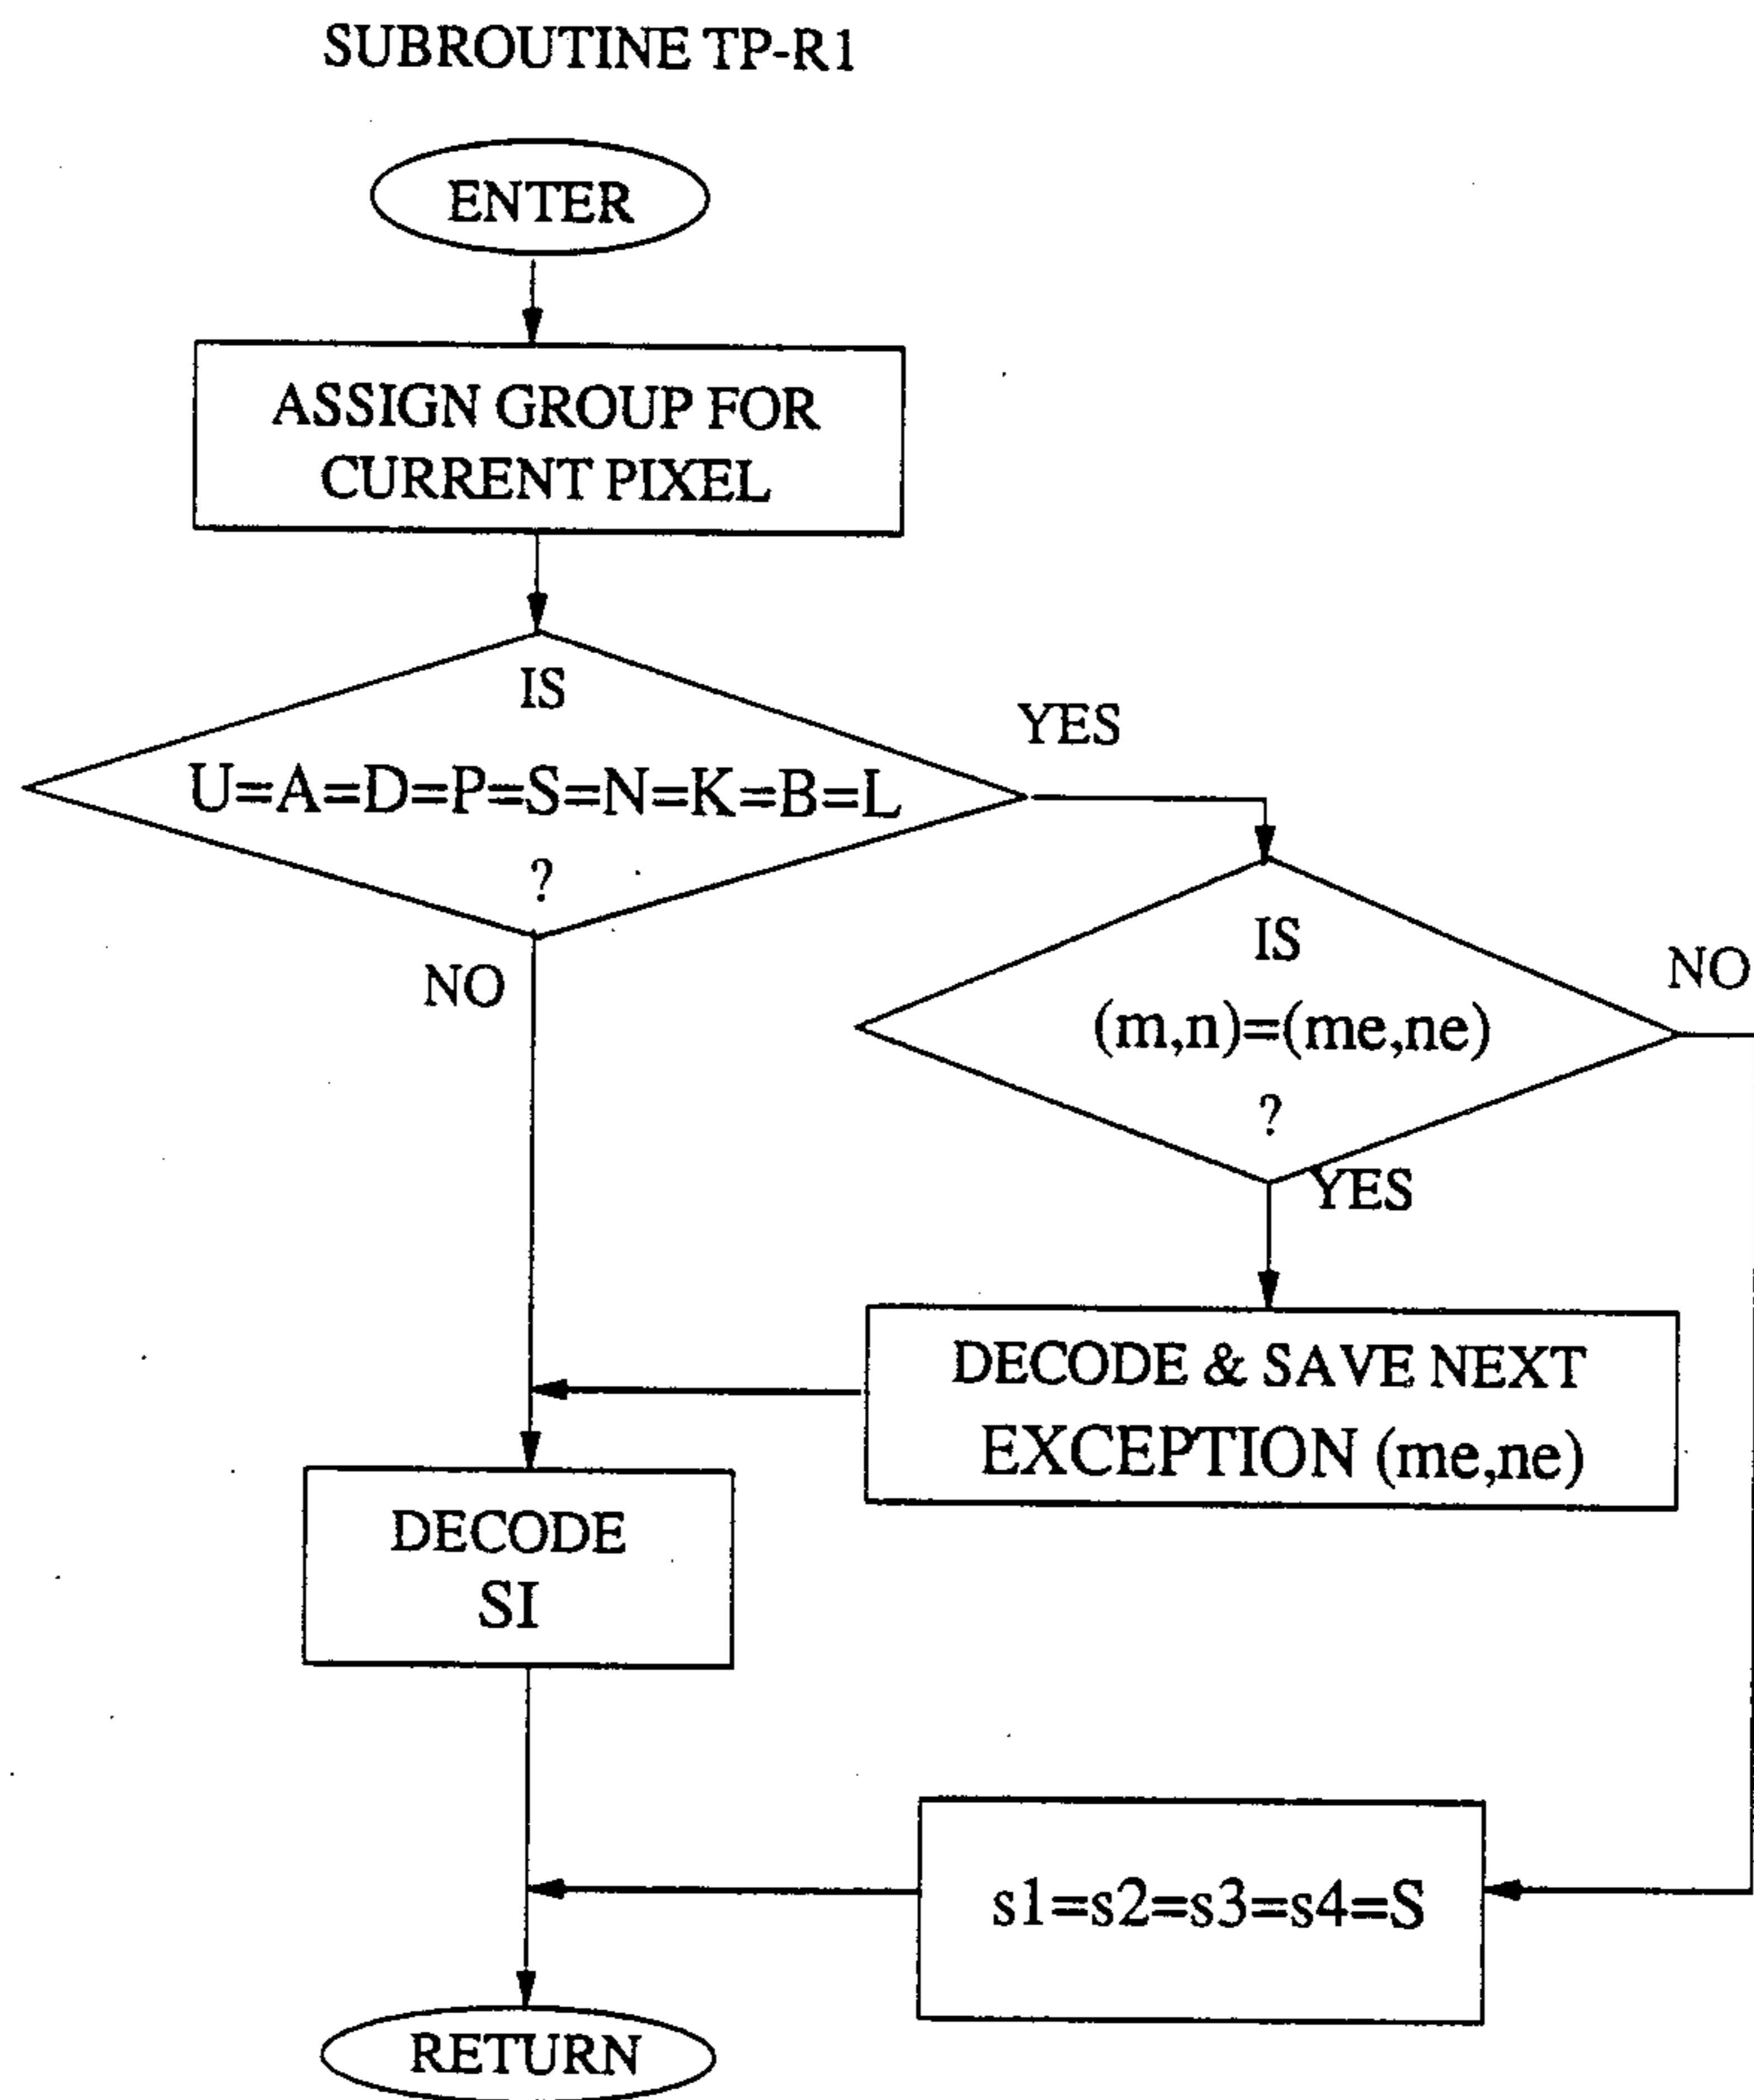 SUBROUTINE TP-R1
ENTER
ASSIGN GROUP FOR
CURRENT PIXEL
IS
U=A=D=P=S=N=K=B=L
?
YES
NO
IS
(m,n)=(me,ne)
?
NO
YES
DECODE & SAVE NEXT
EXCEPTION (me,ne)
DECODE
SI
s1=s2=s3=s4=S
RETURN